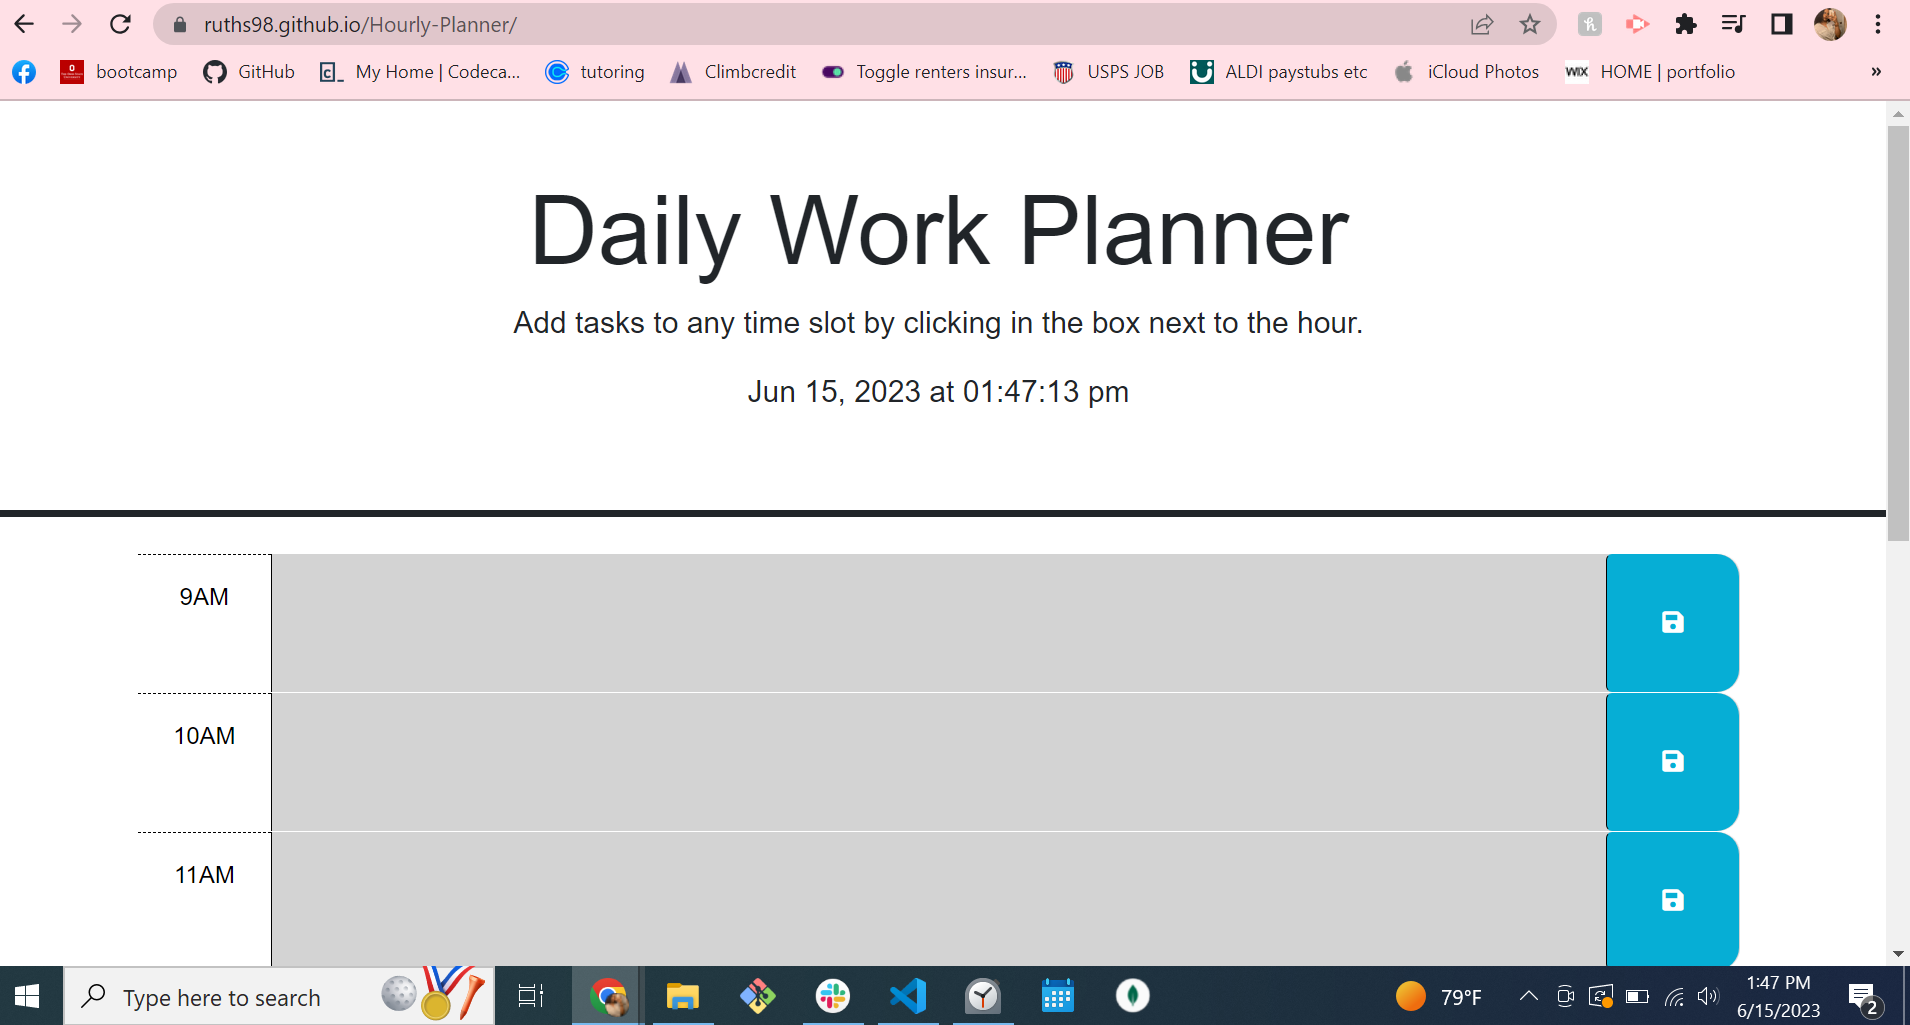 ruths98.github.io/Hourly-Planner/
bootcamp GitHub My Home | Codeca... tutoring Climbcredit Toggle renters insur... USPS JOB ALDI paystubs etc WIX HOME | portfolio »
Daily Work Planner
Add tasks to any time slot by clicking in the box next to the hour.
Jun 15, 2023 at 01:47:13 pm
9AM
10AM
11AM
Type here to search
79°F
1:47 PM
6/15/2023
2